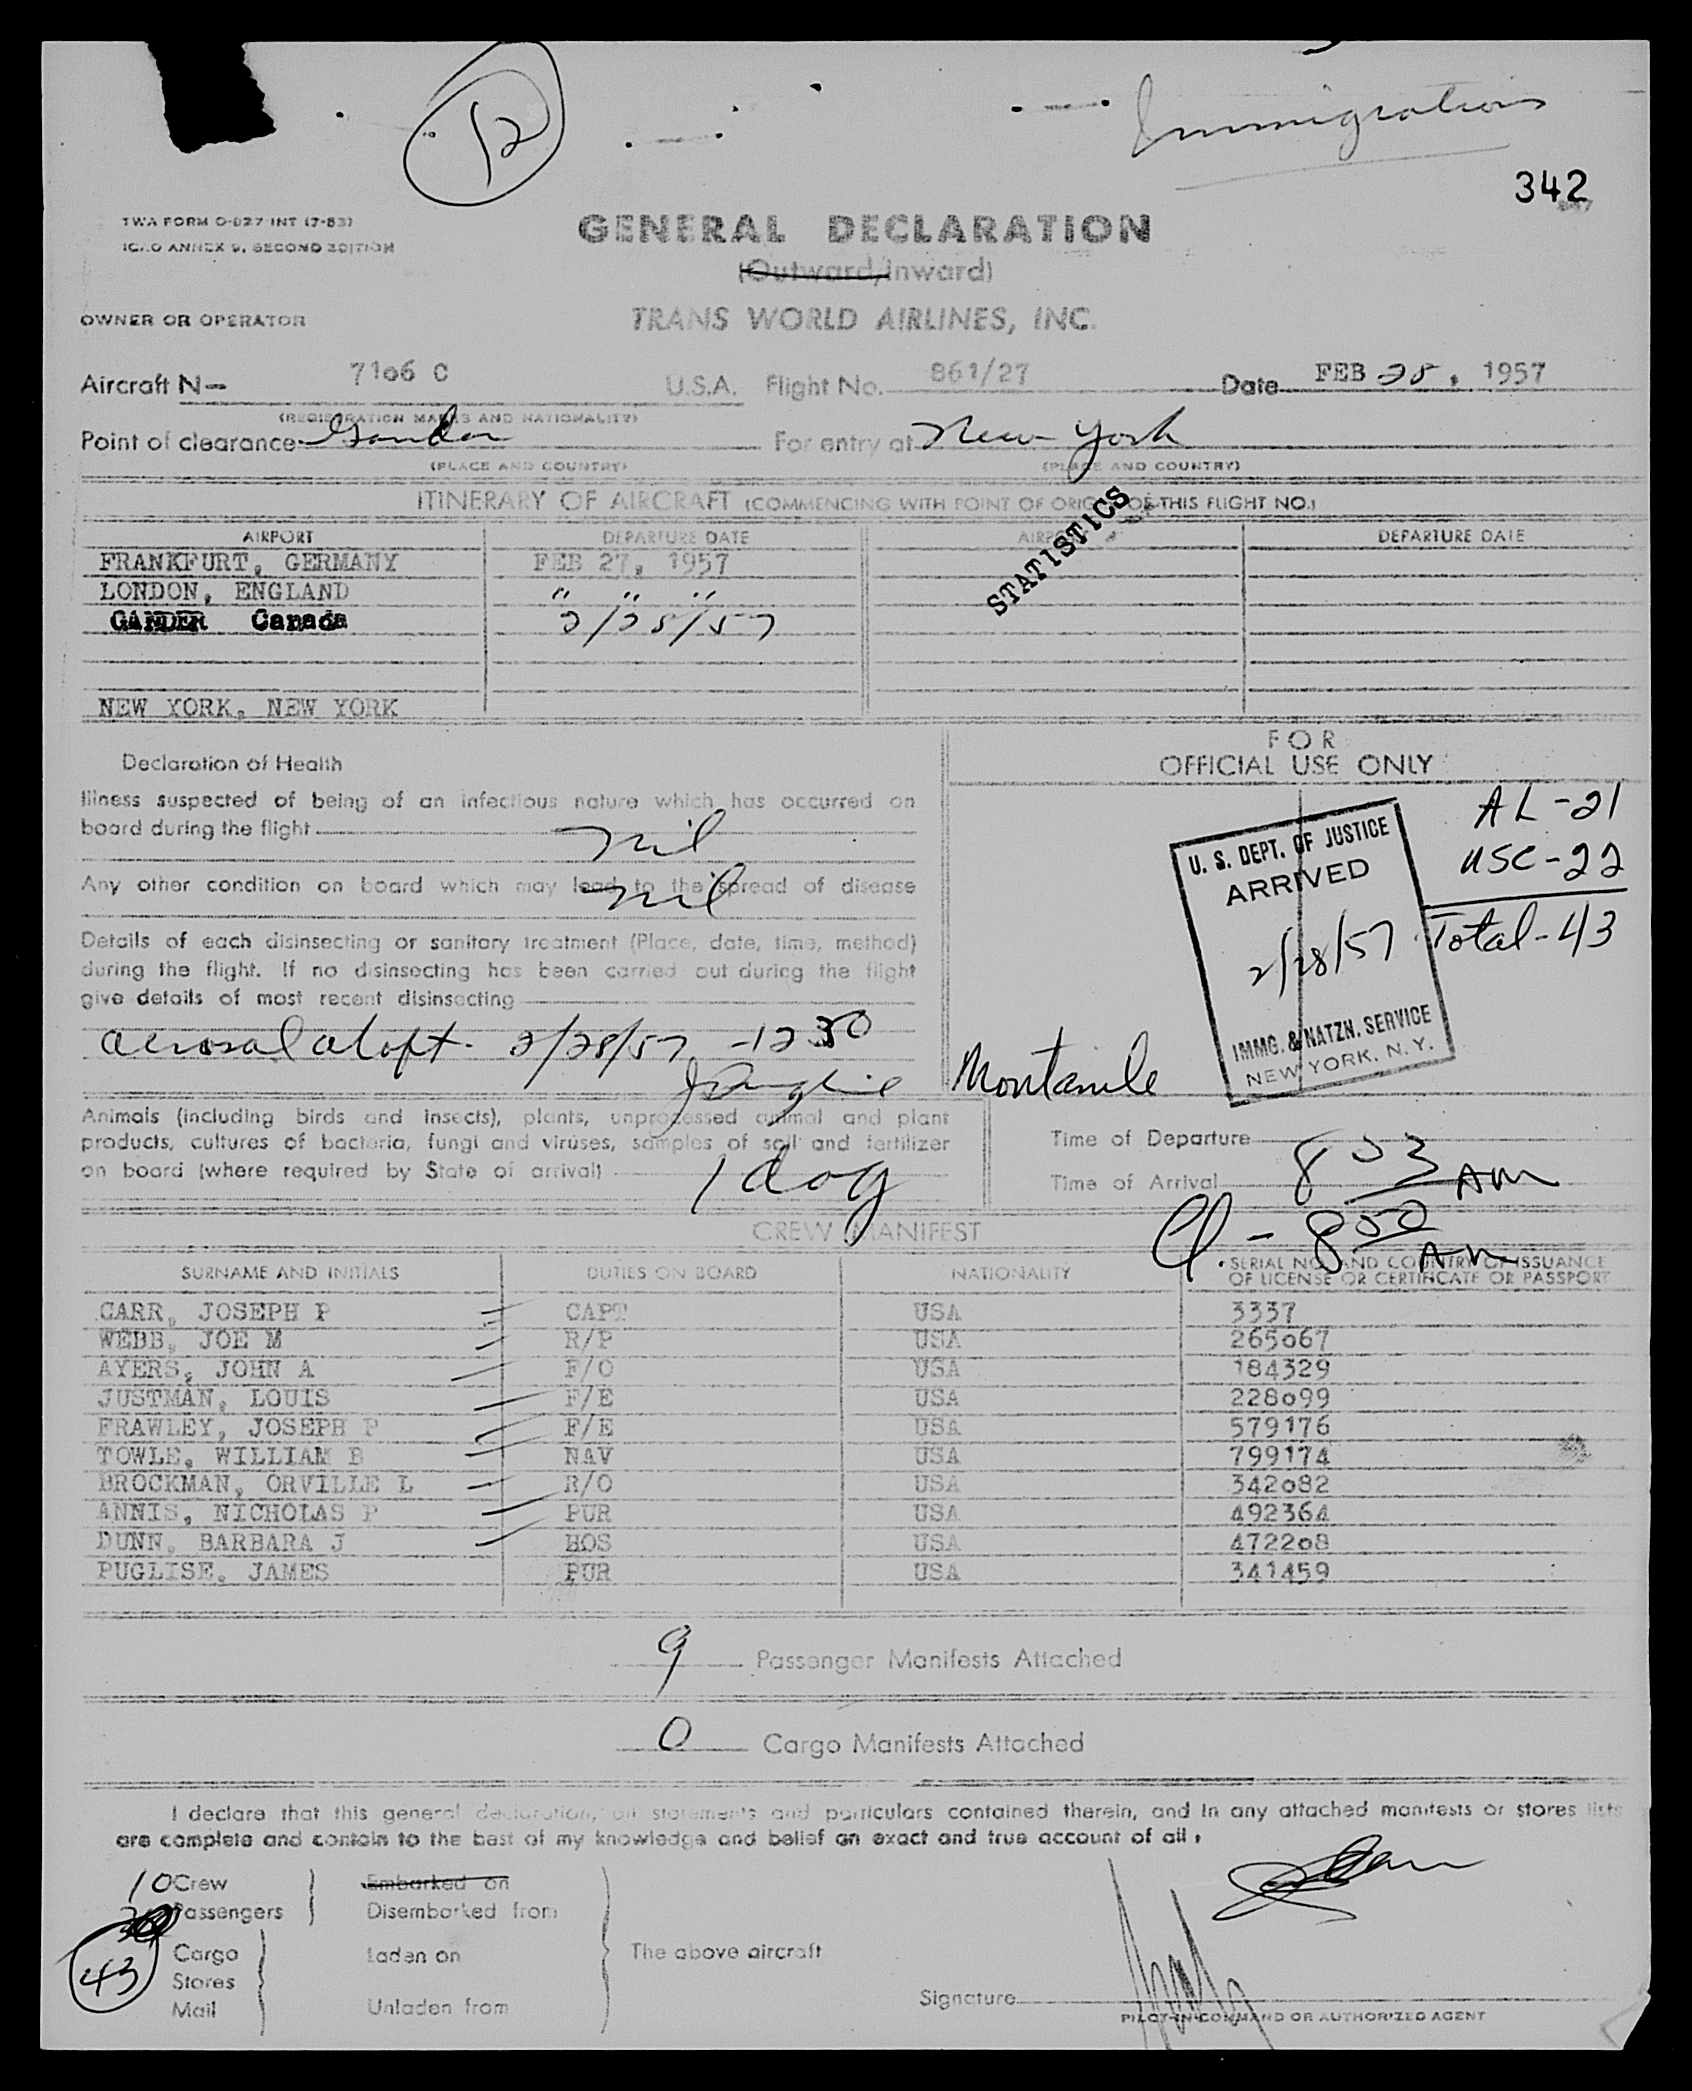 12
Immigration
342
TWA FORM O-827 INT (7-53)
ICAO ANNEX 9, SECOND EDITION
GENERAL DECLARATION
(Outward/Inward)
OWNER OR OPERATOR TRANS WORLD AIRLINES, INC.
Aircraft N- 7106 C U.S.A. Flight No. 861/27 Date FEB 28, 1957
(REGISTRATION MARKS AND NATIONALITY)
Point of clearance Gander For entry at New York
(PLACE AND COUNTRY) (PLACE AND COUNTRY)
ITINERARY OF AIRCRAFT (COMMENCING WITH POINT OF ORIGIN OF THIS FLIGHT NO.)
STATISTICS
AIRPORT DEPARTURE DATE AIRPORT DEPARTURE DATE
FRANKFURT, GERMANY FEB 27, 1957
LONDON, ENGLAND " " "
GANDER Canada 2/28/57
NEW YORK, NEW YORK
Declaration of Health
Illness suspected of being of an infectious nature which has occurred on
board during the flight nil
Any other condition on board which may lead to the spread of disease
nil
Details of each disinsecting or sanitary treatment (Place, date, time, method)
during the flight. If no disinsecting has been carried out during the flight
give details of most recent disinsecting
aerosal aloft. 2/28/57 -1230
Animals (including birds and insects), plants, unprocessed animal and plant
products, cultures of bacteria, fungi and viruses, samples of soil and fertilizer
on board (where required by State of arrival) 1 dog
FOR
OFFICIAL USE ONLY
AL-21
USC-22
Total-43
U. S. DEPT. OF JUSTICE
ARRIVED
2/28/57
IMMG. & NATZN. SERVICE
NEW YORK, N. Y.
Montanile
Time of Departure
Time of Arrival 803 AM
Cl. - 850 AM
CREW MANIFEST
SURNAME AND INITIALS DUTIES ON BOARD NATIONALITY SERIAL NO. AND COUNTRY OF ISSUANCE
OF LICENSE OR CERTIFICATE OR PASSPORT
CARR, JOSEPH P CAPT USA 3337
WEBB, JOE M R/P USA 265067
AYERS, JOHN A F/O USA 184329
JUSTMAN, LOUIS F/E USA 228099
FRAWLEY, JOSEPH P F/E USA 579176
TOWLE, WILLIAM B NAV USA 799174
BROCKMAN, ORVILLE L R/O USA 342082
ANNIS, NICHOLAS P PUR USA 492364
DUNN, BARBARA J HOS USA 472208
PUGLISE, JAMES PUR USA 341459
9 Passenger Manifests Attached
0 Cargo Manifests Attached
I declare that this general declaration, all statements and particulars contained therein, and in any attached manifests or stores lists
are complete and contain to the best of my knowledge and belief an exact and true account of all:
10 Crew Embarked on
Passengers Disembarked from
43
Cargo Laden on The above aircraft
Stores
Mail Unladen from
Signature
PILOT-IN-COMMAND OR AUTHORIZED AGENT